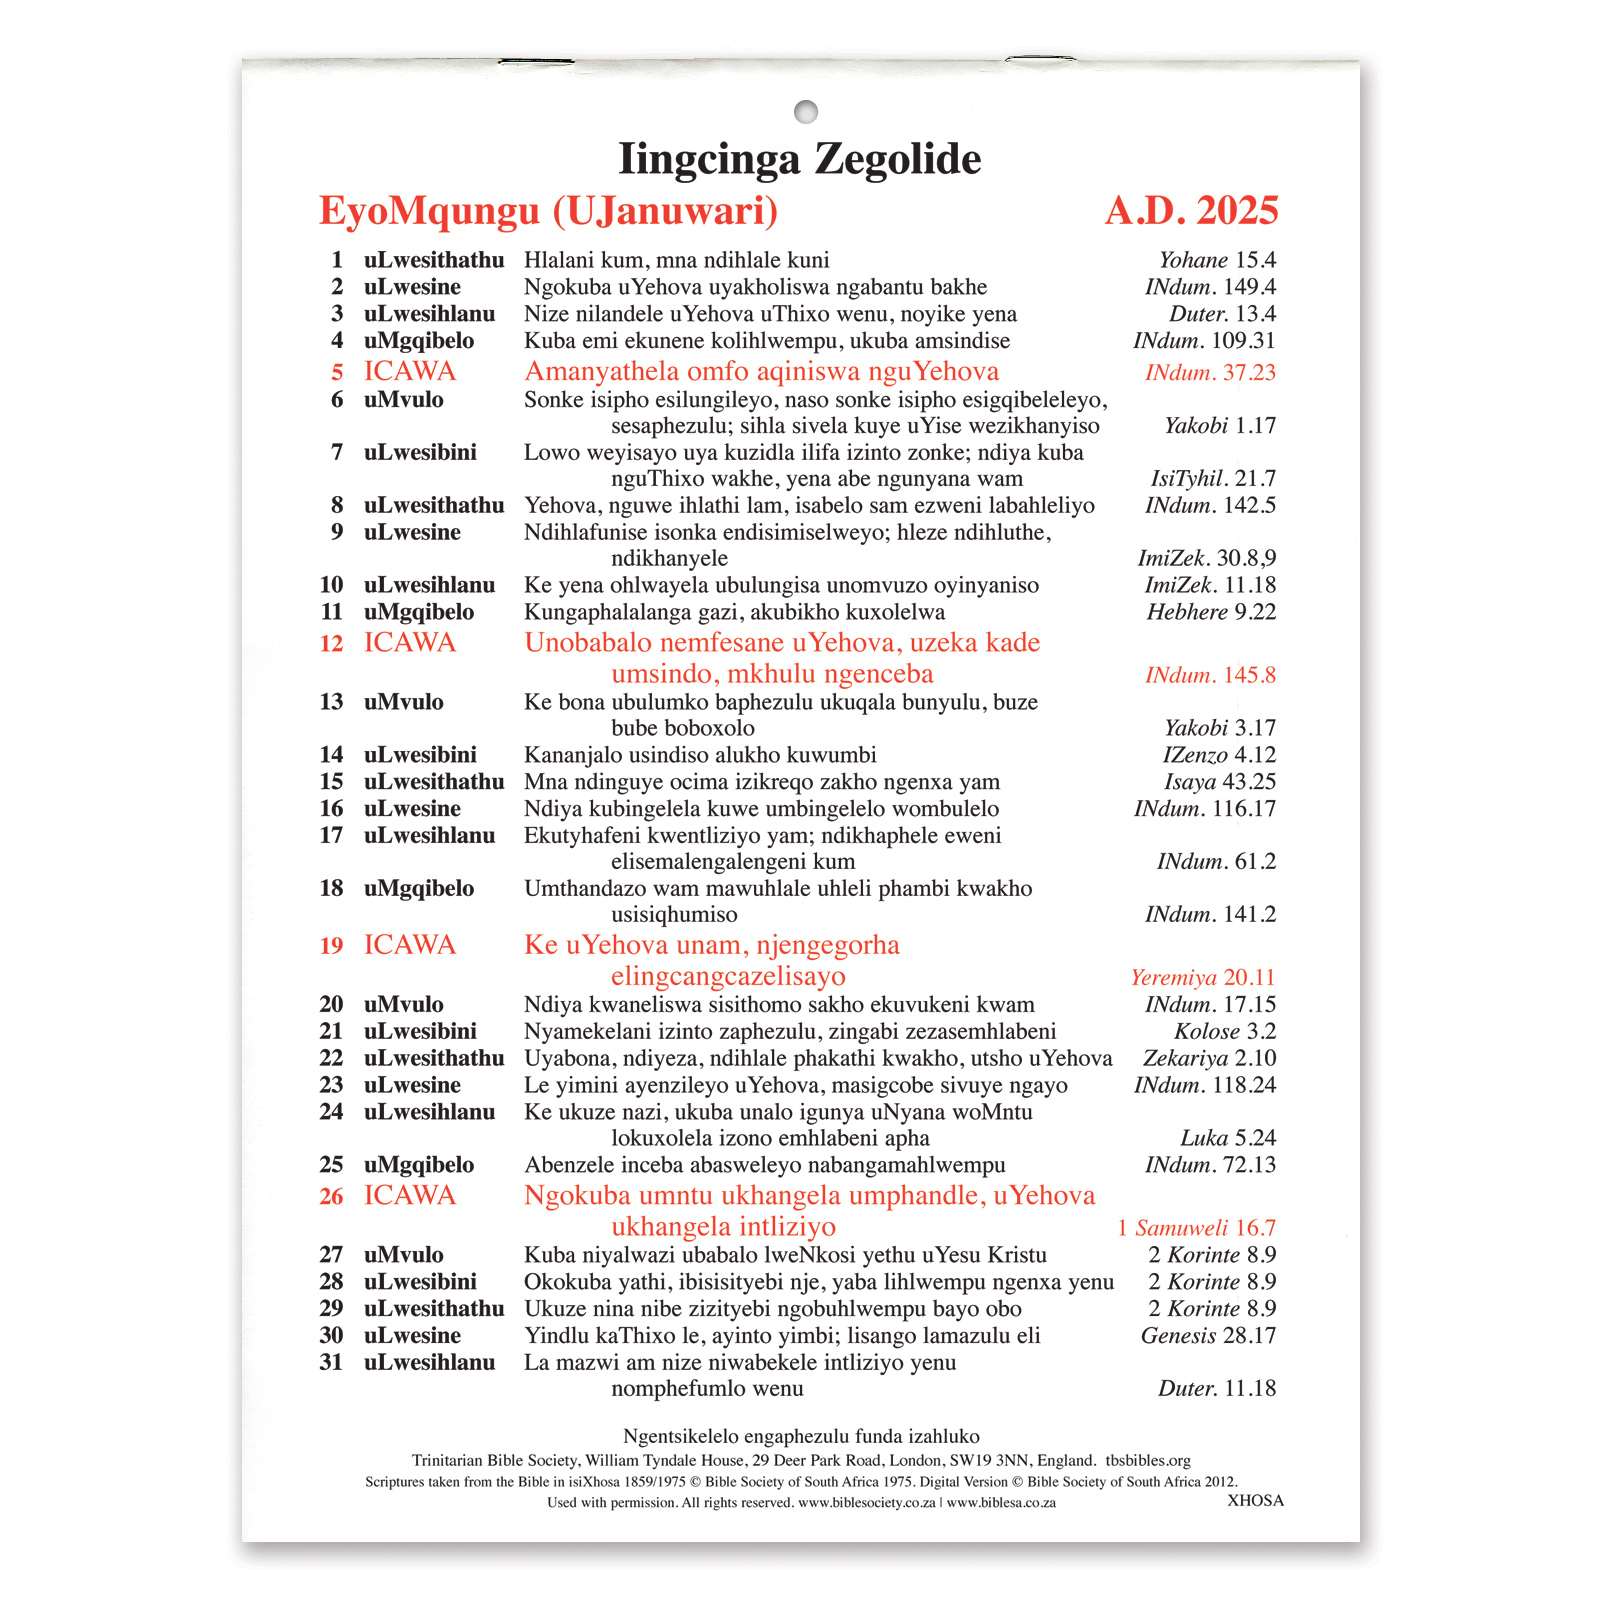 Iingcinga Zegolide
EyoMqungu (UJanuwari) A.D. 2025
1 uLwesithathu Hlalani kum, mna ndihlale kuni Yohane 15.4
2 uLwesine Ngokuba uYehova uyakholiswa ngabantu bakhe INdum. 149.4
3 uLwesihlanu Nize nilandele uYehova uThixo wenu, noyike yena Duter. 13.4
4 uMgqibelo Kuba emi ekunene kolihlwempu, ukuba amsindise INdum. 109.31
5 ICAWA Amanyathela omfo aqiniswa nguYehova INdum. 37.23
6 uMvulo Sonke isipho esilungileyo, naso sonke isipho esigqibeleleyo,
sesaphezulu; sihla sivela kuye uYise wezikhanyiso Yakobi 1.17
7 uLwesibini Lowo weyisayo uya kuzidla ilifa izinto zonke; ndiya kuba
nguThixo wakhe, yena abe ngunyana wam IsiTyhil. 21.7
8 uLwesithathu Yehova, nguwe ihlathi lam, isabelo sam ezweni labahleliyo INdum. 142.5
9 uLwesine Ndihlafunise isonka endisimiselweyo; hleze ndihluthe,
ndikhanyele ImiZek. 30.8,9
10 uLwesihlanu Ke yena ohlwayela ubulungisa unomvuzo oyinyaniso ImiZek. 11.18
11 uMgqibelo Kungaphalalanga gazi, akubikho kuxolelwa Hebhere 9.22
12 ICAWA Unobabalo nemfesane uYehova, uzeka kade
umsindo, mkhulu ngenceba INdum. 145.8
13 uMvulo Ke bona ubulumko baphezulu ukuqala bunyulu, buze
bube boboxolo Yakobi 3.17
14 uLwesibini Kananjalo usindiso alukho kuwumbi IZenzo 4.12
15 uLwesithathu Mna ndinguye ocima izikreqo zakho ngenxa yam Isaya 43.25
16 uLwesine Ndiya kubingelela kuwe umbingelelo wombulelo INdum. 116.17
17 uLwesihlanu Ekutyhafeni kwentliziyo yam; ndikhaphele eweni
elisemalengalengeni kum INdum. 61.2
18 uMgqibelo Umthandazo wam mawuhlale uhleli phambi kwakho
usisiqhumiso INdum. 141.2
19 ICAWA Ke uYehova unam, njengegorha
elingcangcazelisayo Yeremiya 20.11
20 uMvulo Ndiya kwaneliswa sisithomo sakho ekuvukeni kwam INdum. 17.15
21 uLwesibini Nyamekelani izinto zaphezulu, zingabi zezasemhlabeni Kolose 3.2
22 uLwesithathu Uyabona, ndiyeza, ndihlale phakathi kwakho, utsho uYehova Zekariya 2.10
23 uLwesine Le yimini ayenzileyo uYehova, masigcobe sivuye ngayo INdum. 118.24
24 uLwesihlanu Ke ukuze nazi, ukuba unalo igunya uNyana woMntu
lokuxolela izono emhlabeni apha Luka 5.24
25 uMgqibelo Abenzele inceba abasweleyo nabangamahlwempu INdum. 72.13
26 ICAWA Ngokuba umntu ukhangela umphandle, uYehova
ukhangela intliziyo 1 Samuweli 16.7
27 uMvulo Kuba niyalwazi ubabalo lweNkosi yethu uYesu Kristu 2 Korinte 8.9
28 uLwesibini Okokuba yathi, ibisisityebi nje, yaba lihlwempu ngenxa yenu 2 Korinte 8.9
29 uLwesithathu Ukuze nina nibe zizityebi ngobuhlwempu bayo obo 2 Korinte 8.9
30 uLwesine Yindlu kaThixo le, ayinto yimbi; lisango lamazulu eli Genesis 28.17
31 uLwesihlanu La mazwi am nize niwabekele intliziyo yenu
nomphefumlo wenu Duter. 11.18
Ngentsikelelo engaphezulu funda izahluko
Trinitarian Bible Society, William Tyndale House, 29 Deer Park Road, London, SW19 3NN, England. tbsbibles.org
Scriptures taken from the Bible in isiXhosa 1859/1975 © Bible Society of South Africa 1975. Digital Version © Bible Society of South Africa 2012.
Used with permission. All rights reserved. www.biblesociety.co.za | www.biblesa.co.za XHOSA